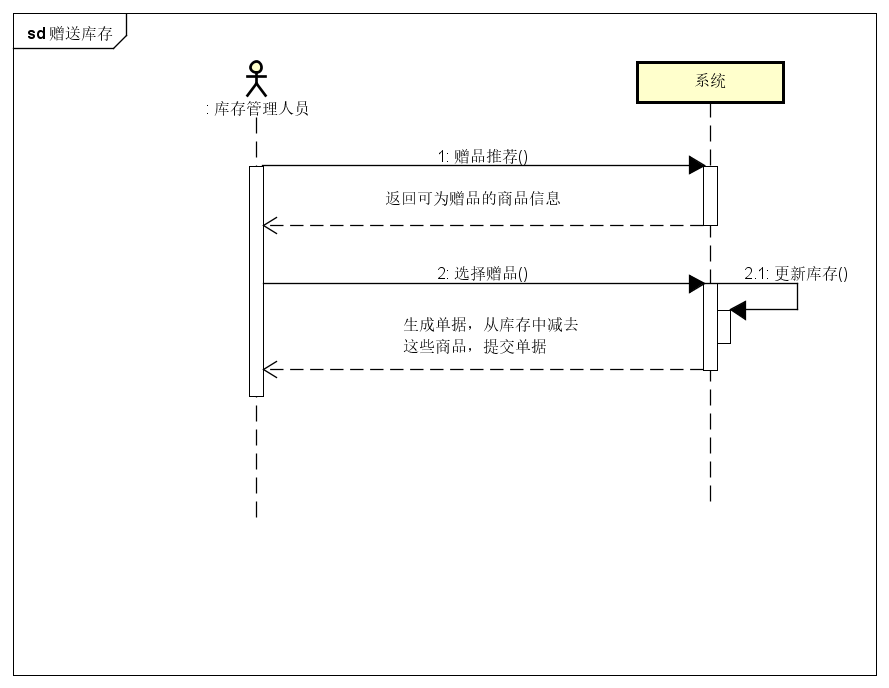 sd 赠送库存
: 库存管理人员
系统
1: 赠品推荐()
返回可为赠品的商品信息
2: 选择赠品()
2.1: 更新库存()
生成单据，从库存中减去
这些商品，提交单据